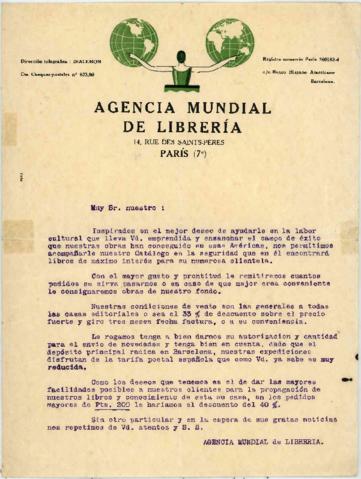 Dirección telegráfica: DIALEMON
Cta. Cheques-postales nº 673,80
Registro comercio París
c/o Banco Hispano Americano
Barcelona.
AGENCIA MUNDIAL
DE LIBRERÍA
14, RUE DES SAINTS-PERES
PARÍS (7e)
Muy Sr. nuestro :
Inspirados en el mejor deseo de ayudarle en la labor
cultural que lleva Vd. emprendida y ensanchar el campo de éxito
que nuestras obras han conseguido en esas Américas, nos permitimos
acompañarle nuestro Catálogo en la seguridad que en él encontrará
libros de máximo interés para su numerosa clientela.
Con el mayor gusto y prontitud le remitiremos cuantos
pedidos se sirva pasarnos o en caso de que mejor crea conveniente
le consignaremos obras de nuestro fondo.
Nuestras condiciones de venta son las generales a todas
las casas editoriales o sea el 33 % de descuento sobre el precio
fuerte y giro tres meses fecha factura, o a su conveniencia.
Le rogamos tenga a bien darnos su autorización y cantidad
para el envio de novedades y tenga bien en cuenta, dado que el
depósito principal radica en Barcelona, nuestras expediciones
disfrutan de la tarifa postal española que como Vd. ya sabe es muy
reducida.
Como los deseos que tenemos es el de dar las mayores
facilidades posibles a nuestros clientes para la propagación de
nuestros libros y conocimiento de esta su casa, en los pedidos
mayores de Pts. 200 le haríamos el descuento del 40 %.
Sin otro particular y en la espera de sus gratas noticias
nos repetimos de Vd. atentos y S. S.
AGENCIA MUNDIAL de LIBRERIA.